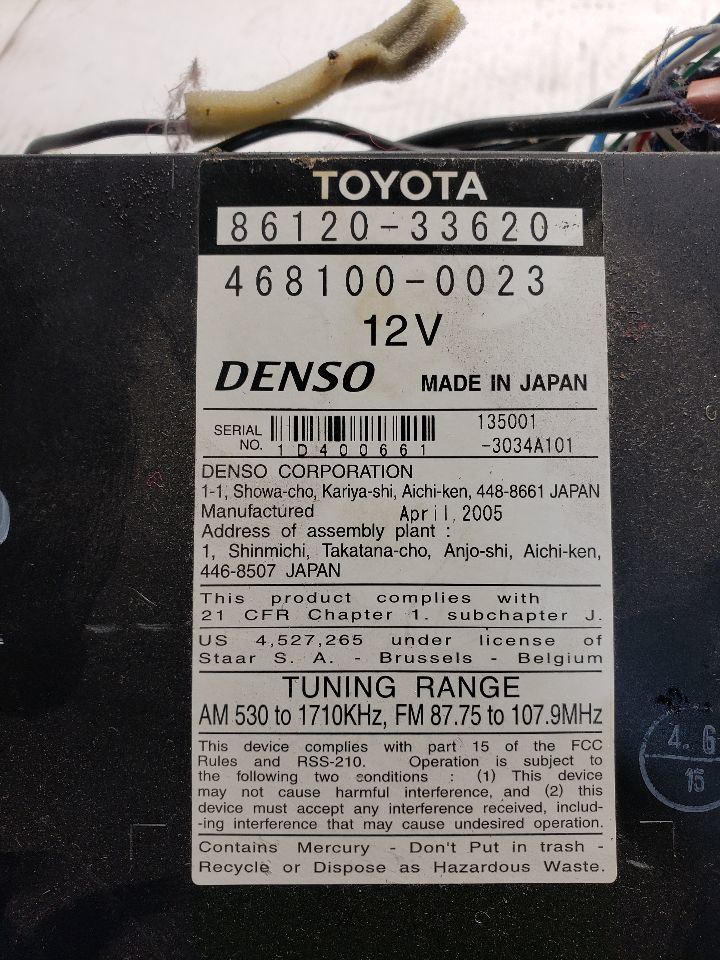 TOYOTA
86120-33620
468100-0023
12V
DENSO MADE IN JAPAN
SERIAL NO. 1D400661 135001
-3034A101
DENSO CORPORATION
1-1, Showa-cho, Kariya-shi, Aichi-ken, 448-8661 JAPAN
Manufactured April, 2005
Address of assembly plant :
1, Shinmichi, Takatana-cho, Anjo-shi, Aichi-ken,
446-8507 JAPAN
This product complies with
21 CFR Chapter 1. subchapter J.
US 4,527,265 under license of
Staar S. A. - Brussels - Belgium
TUNING RANGE
AM 530 to 1710KHz, FM 87.75 to 107.9MHz
This device complies with part 15 of the FCC
Rules and RSS-210. Operation is subject to
the following two conditions : (1) This device
may not cause harmful interference, and (2) this
device must accept any interference received, includ-
-ing interference that may cause undesired operation.
Contains Mercury - Don't Put in trash -
Recycle or Dispose as Hazardous Waste.
4. 6
15